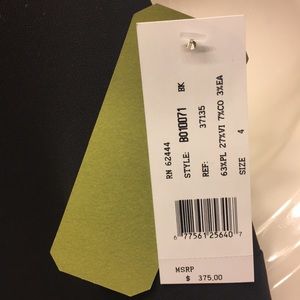 RN 62444
STYLE: BO10071 BK
REF: 37135
63%PL 27%VI 7%CO 3%EA
SIZE 4
6 77561 25640 7
MSRP
$ 375.00